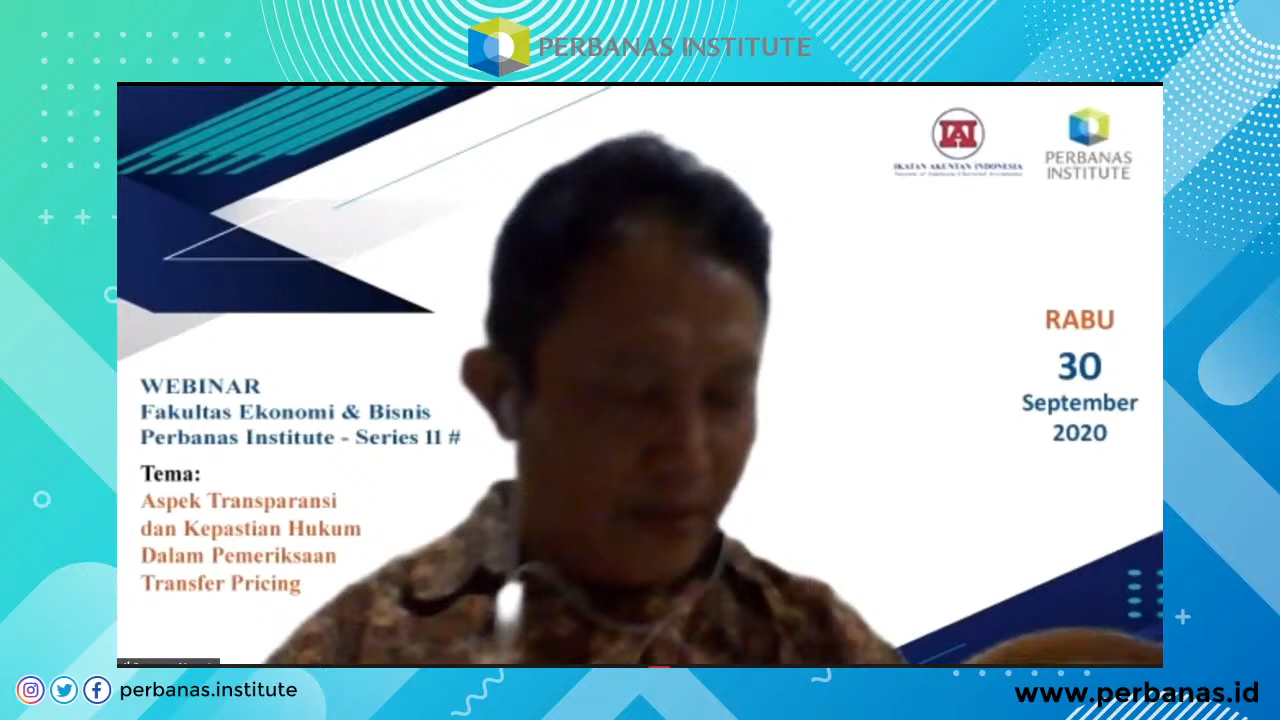 PERBANAS INSTITUTE
IKATAN AKUNTAN INDONESIA
PERBANAS
INSTITUTE
RABU
30
September
2020
WEBINAR
Fakultas Ekonomi & Bisnis
Perbanas Institute - Series 11 #
Tema:
Aspek Transparansi
dan Kepastian Hukum
Dalam Pemeriksaan
Transfer Pricing
perbanas.institute
www.perbanas.id